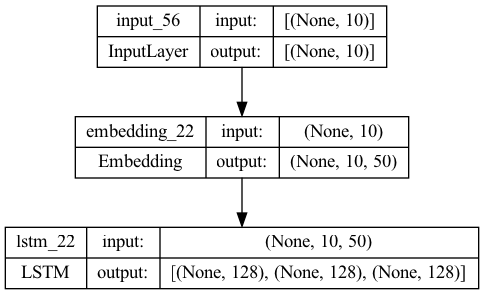 input_56 input: [(None, 10)]
InputLayer output: [(None, 10)]
embedding_22 input: (None, 10)
Embedding output: (None, 10, 50)
lstm_22 input: (None, 10, 50)
LSTM output: [(None, 128), (None, 128), (None, 128)]